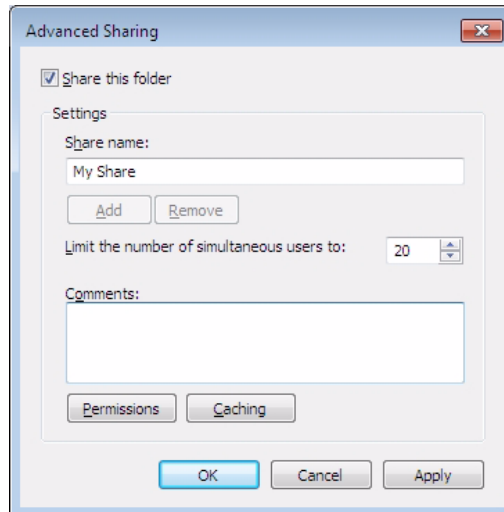 Advanced Sharing
Share this folder
Settings
Share name:
My Share
Add Remove
Limit the number of simultaneous users to: 20
Comments:
Permissions Caching
OK Cancel Apply